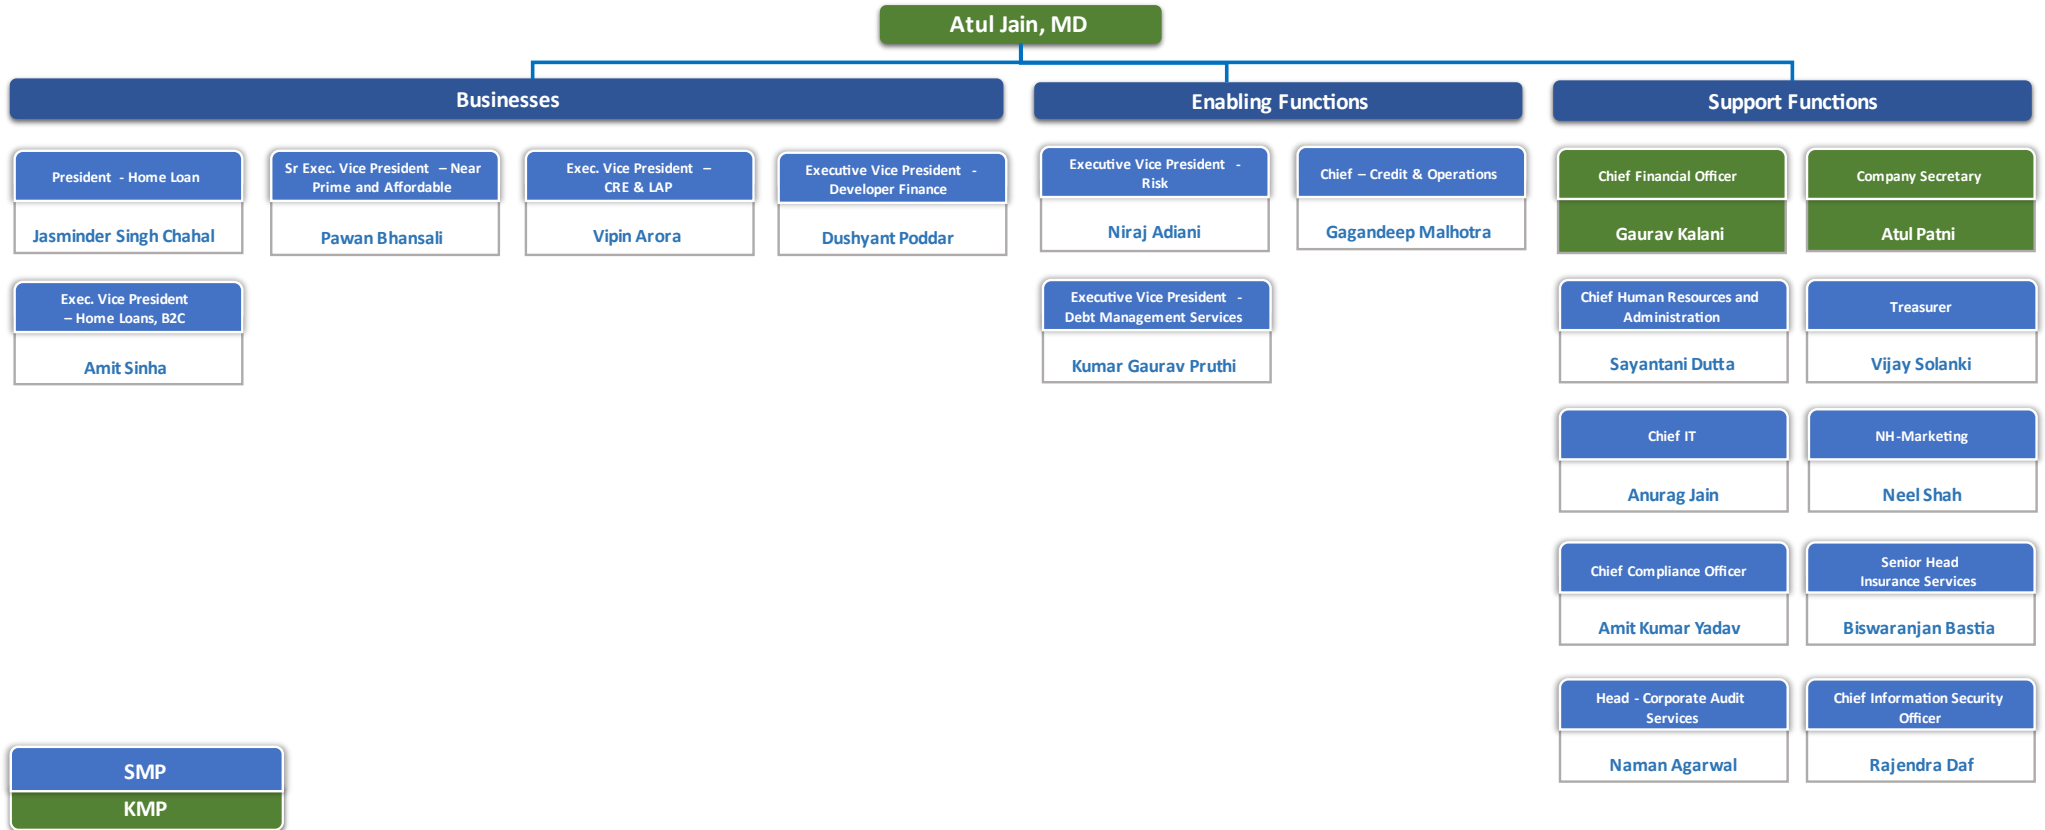 Atul Jain, MD
Businesses
Enabling Functions
Support Functions
President - Home Loan
Jasminder Singh Chahal
Sr Exec. Vice President – Near
Prime and Affordable
Pawan Bhansali
Exec. Vice President –
CRE & LAP
Vipin Arora
Executive Vice President -
Developer Finance
Dushyant Poddar
Exec. Vice President
– Home Loans, B2C
Amit Sinha
Executive Vice President -
Risk
Niraj Adiani
Chief – Credit & Operations
Gagandeep Malhotra
Executive Vice President -
Debt Management Services
Kumar Gaurav Pruthi
Chief Financial Officer
Gaurav Kalani
Company Secretary
Atul Patni
Chief Human Resources and
Administration
Sayantani Dutta
Treasurer
Vijay Solanki
Chief IT
Anurag Jain
NH-Marketing
Neel Shah
Chief Compliance Officer
Amit Kumar Yadav
Senior Head
Insurance Services
Biswaranjan Bastia
Head - Corporate Audit
Services
Naman Agarwal
Chief Information Security
Officer
Rajendra Daf
SMP
KMP